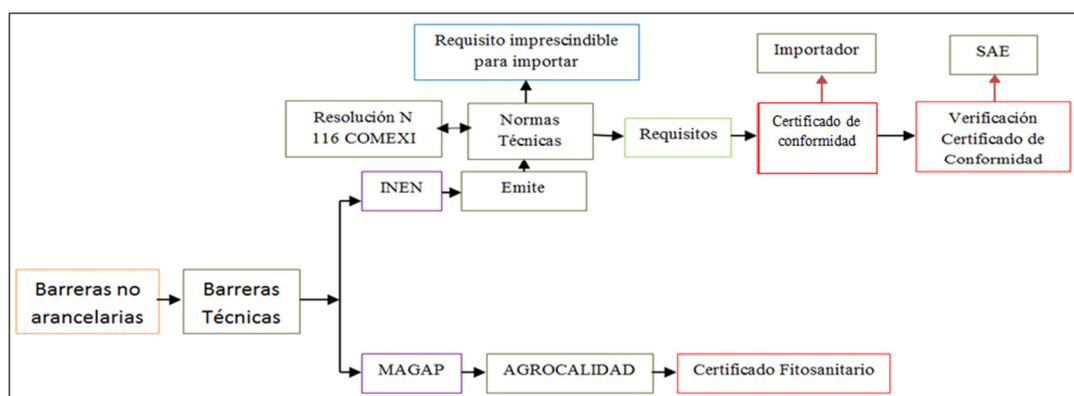 Requisito imprescindible
para importar
Importador
SAE
Resolución N
116 COMEXI
Normas
Técnicas
Requisitos
Certificado de
conformidad
Verificación
Certificado de
Conformidad
INEN
Emite
Barreras no
arancelarias
Barreras
Técnicas
MAGAP
AGROCALIDAD
Certificado Fitosanitario